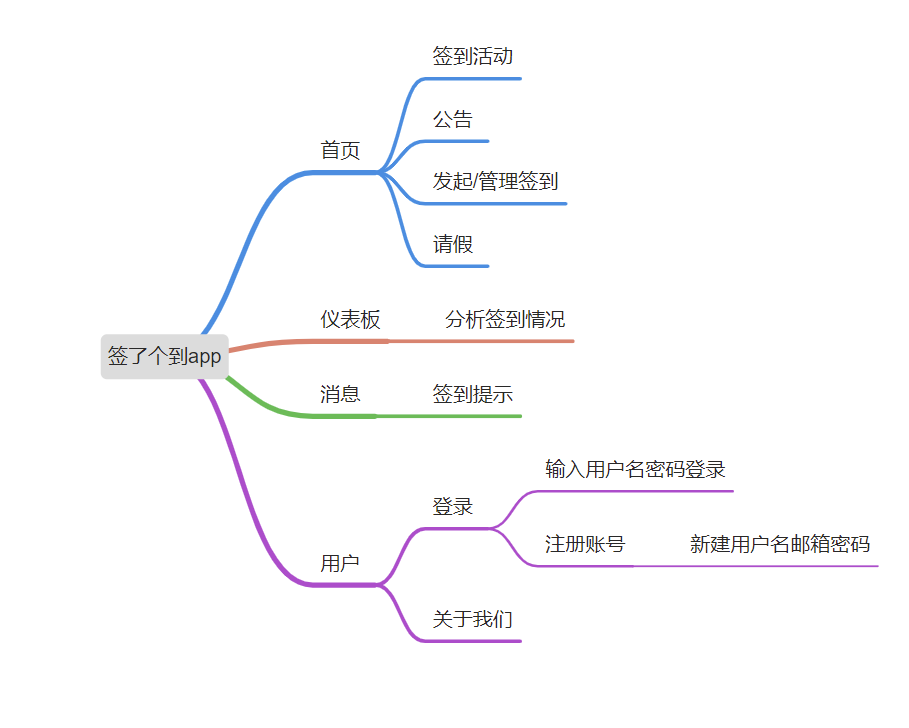 签到活动
公告
首页
发起/管理签到
请假
仪表板
分析签到情况
签了个到app
消息
签到提示
输入用户名密码登录
登录
注册账号
新建用户名邮箱密码
用户
关于我们